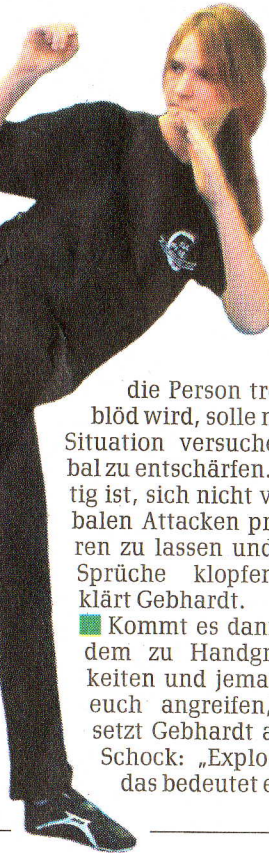 die Person tr
blöd wird, solle
Situation versuche
bal zu entschärfen.
tig ist, sich nicht v
balen Attacken pr
ren zu lassen und
Sprüche klopfen
klärt Gebhardt.
Kommt es dan
dem zu Handgr
keiten und jema
euch angreifen,
setzt Gebhardt a
Schock: „Explo
das bedeutet e